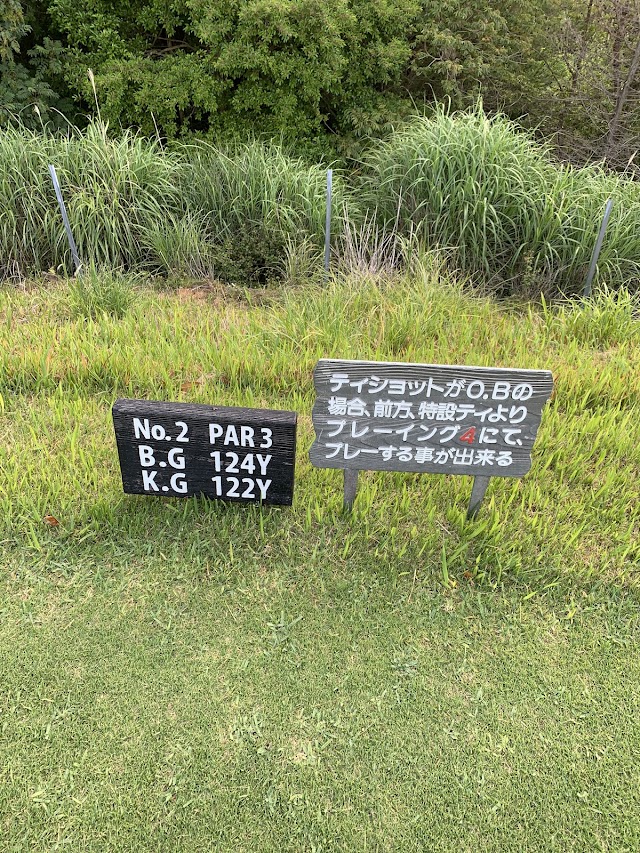 No. 2 PAR 3
B.G 124Y
K.G 122Y
ティショットがO.Bの
場合、前方、特設ティより
プレーイング4にて、
プレーする事が出来る